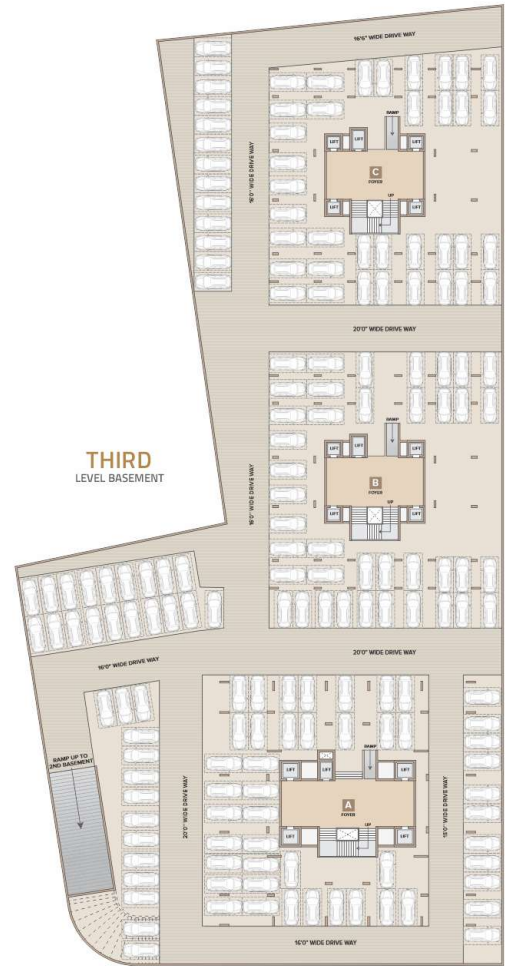 16'6" WIDE DRIVE WAY
RAMP
LIFT
LIFT
LIFT
C
FOYER
UP
LIFT
LIFT
16'0" WIDE DRIVE WAY
20'0" WIDE DRIVE WAY
RAMP
LIFT
LIFT
LIFT
B
FOYER
UP
LIFT
LIFT
THIRD
LEVEL BASEMENT
16'0" WIDE DRIVE WAY
20'0" WIDE DRIVE WAY
16'0" WIDE DRIVE WAY
RAMP UP TO
2ND BASEMENT
RAMP
LIFT
LIFT
LIFT
A
FOYER
UP
LIFT
LIFT
20'0" WIDE DRIVE WAY
15'0" WIDE DRIVE WAY
16'0" WIDE DRIVE WAY